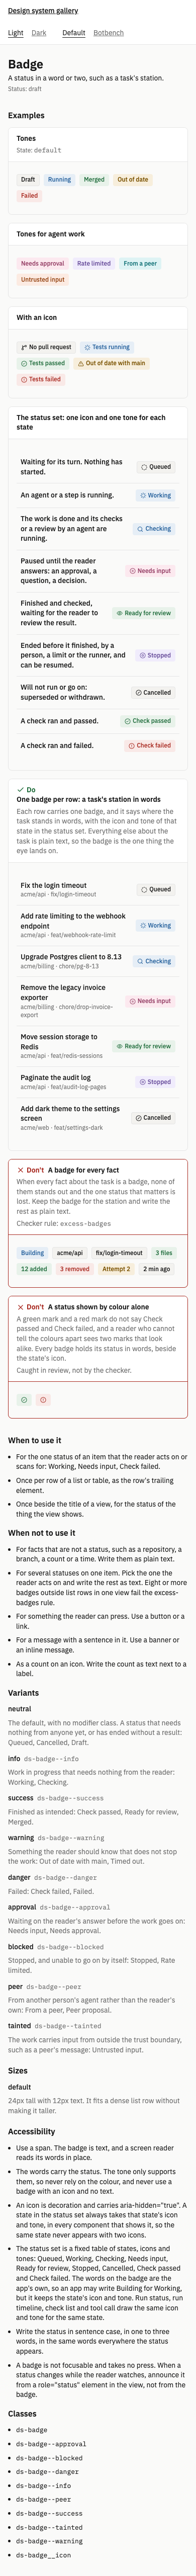 Design system gallery
Light Dark Default Botbench
Badge
A status in a word or two, such as a task's station.
Status: draft
Examples
Tones
State: default
Draft Running Merged Out of date
Failed
Tones for agent work
Needs approval Rate limited From a peer
Untrusted input
With an icon
No pull request Tests running
Tests passed Out of date with main
Tests failed
The status set: one icon and one tone for each
state
Waiting for its turn. Nothing has
started.
Queued
An agent or a step is running.
Working
The work is done and its checks
or a review by an agent are
running.
Checking
Paused until the reader
answers: an approval, a
question, a decision.
Needs input
Finished and checked,
waiting for the reader to
review the result.
Ready for review
Ended before it finished, by a
person, a limit or the runner, and
can be resumed.
Stopped
Will not run or go on:
superseded or withdrawn.
Cancelled
A check ran and passed.
Check passed
A check ran and failed.
Check failed
Do
One badge per row: a task's station in words
Each row carries one badge, and it says where the
task stands in words, with the icon and tone of that
state in the status set. Everything else about the
task is plain text, so the badge is the one thing the
eye lands on.
Fix the login timeout
acme/api · fix/login-timeout
Queued
Add rate limiting to the webhook
endpoint
acme/api · feat/webhook-rate-limit
Working
Upgrade Postgres client to 8.13
acme/billing · chore/pg-8-13
Checking
Remove the legacy invoice
exporter
acme/billing · chore/drop-invoice-
export
Needs input
Move session storage to
Redis
acme/api · feat/redis-sessions
Ready for review
Paginate the audit log
acme/api · feat/audit-log-pages
Stopped
Add dark theme to the settings
screen
acme/web · feat/settings-dark
Cancelled
Don't A badge for every fact
When every fact about the task is a badge, none of
them stands out and the one status that matters is
lost. Keep the badge for the station and write the
rest as plain text.
Checker rule: excess-badges
Building acme/api fix/login-timeout 3 files
12 added 3 removed Attempt 2 2 min ago
Don't A status shown by colour alone
A green mark and a red mark do not say Check
passed and Check failed, and a reader who cannot
tell the colours apart sees two marks that look
alike. Every badge holds its status in words, beside
the state's icon.
Caught in review, not by the checker.
When to use it
• For the one status of an item that the reader acts on or
scans for: Working, Needs input, Check failed.
• Once per row of a list or table, as the row's trailing
element.
• Once beside the title of a view, for the status of the
thing the view shows.
When not to use it
• For facts that are not a status, such as a repository, a
branch, a count or a time. Write them as plain text.
• For several statuses on one item. Pick the one the
reader acts on and write the rest as text. Eight or more
badges outside list rows in one view fail the excess-
badges rule.
• For something the reader can press. Use a button or a
link.
• For a message with a sentence in it. Use a banner or
an inline message.
• As a count on an icon. Write the count as text next to a
label.
Variants
neutral
The default, with no modifier class. A status that needs
nothing from anyone yet, or has ended without a result:
Queued, Cancelled, Draft.
info ds-badge--info
Work in progress that needs nothing from the reader:
Working, Checking.
success ds-badge--success
Finished as intended: Check passed, Ready for review,
Merged.
warning ds-badge--warning
Something the reader should know that does not stop
the work: Out of date with main, Timed out.
danger ds-badge--danger
Failed: Check failed, Failed.
approval ds-badge--approval
Waiting on the reader's answer before the work goes on:
Needs input, Needs approval.
blocked ds-badge--blocked
Stopped, and unable to go on by itself: Stopped, Rate
limited.
peer ds-badge--peer
From another person's agent rather than the reader's
own: From a peer, Peer proposal.
tainted ds-badge--tainted
The work carries input from outside the trust boundary,
such as a peer's message: Untrusted input.
Sizes
default
24px tall with 12px text. It fits a dense list row without
making it taller.
Accessibility
• Use a span. The badge is text, and a screen reader
reads its words in place.
• The words carry the status. The tone only supports
them, so never rely on the colour, and never use a
badge with an icon and no text.
• An icon is decoration and carries aria-hidden="true". A
state in the status set always takes that state's icon
and tone, in every component that shows it, so the
same state never appears with two icons.
• The status set is a fixed table of states, icons and
tones: Queued, Working, Checking, Needs input,
Ready for review, Stopped, Cancelled, Check passed
and Check failed. The words on the badge are the
app's own, so an app may write Building for Working,
but it keeps the state's icon and tone. Run status, run
timeline, check list and tool call draw the same icon
and tone for the same state.
• Write the status in sentence case, in one to three
words, in the same words everywhere the status
appears.
• A badge is not focusable and takes no press. When a
status changes while the reader watches, announce it
from a role="status" element in the view, not from the
badge.
Classes
• ds-badge
• ds-badge--approval
• ds-badge--blocked
• ds-badge--danger
• ds-badge--info
• ds-badge--peer
• ds-badge--success
• ds-badge--tainted
• ds-badge--warning
• ds-badge__icon